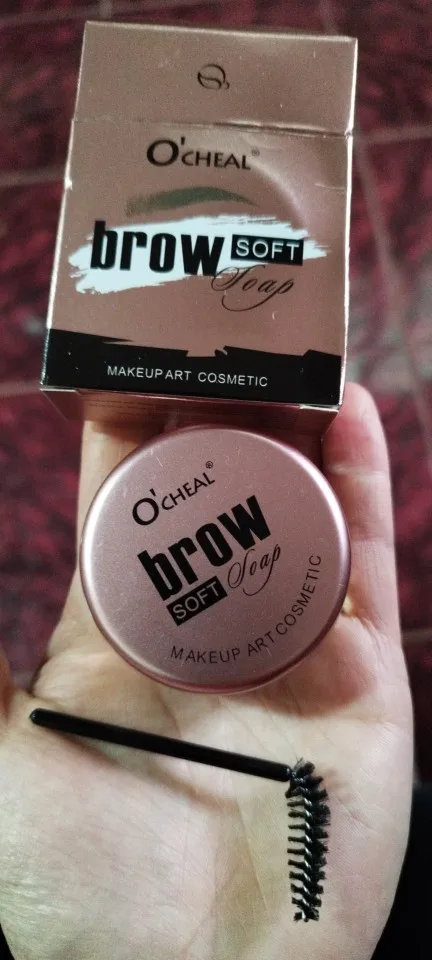 O'CHEAL®
brow SOFT
Soap
MAKEUP ART COSMETIC
O'CHEAL®
brow
SOFT Soap
MAKEUP ART COSMETIC